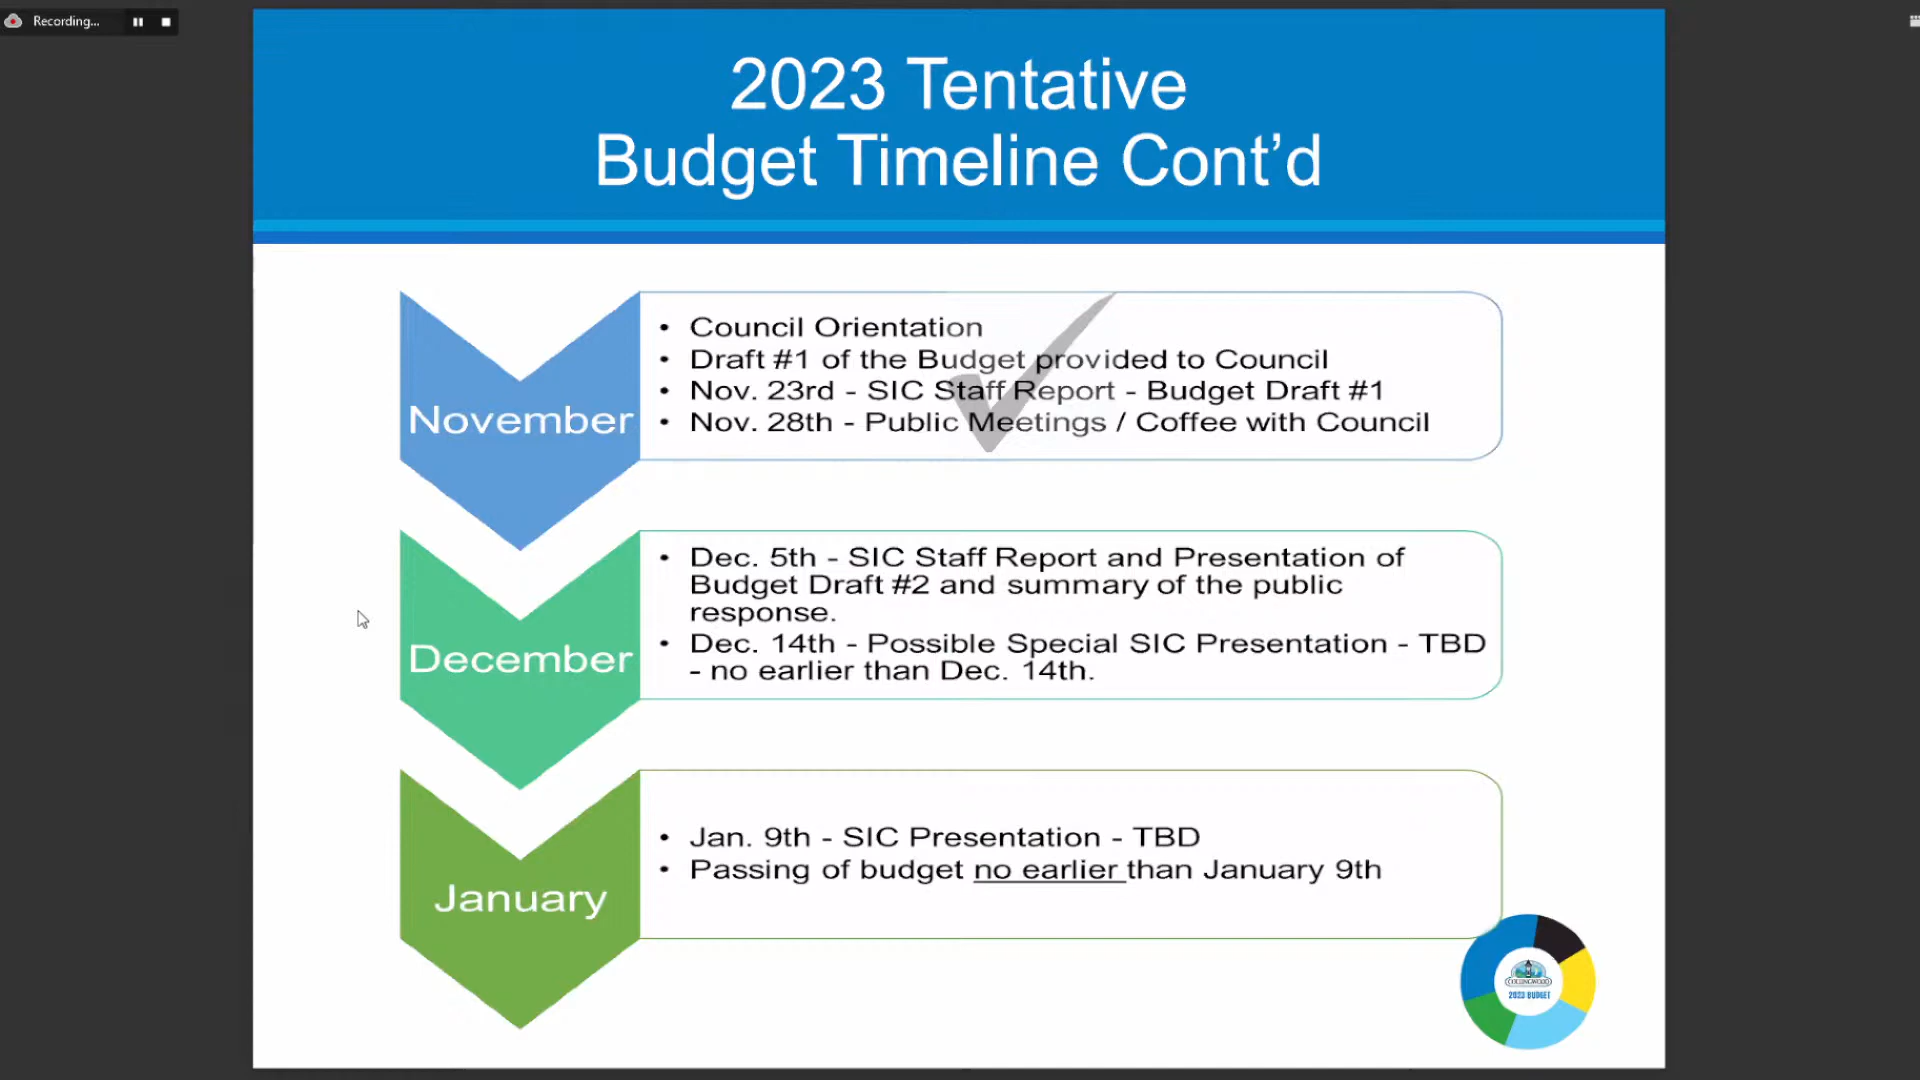 Recording...
2023 Tentative
Budget Timeline Cont’d
November
• Council Orientation
• Draft #1 of the Budget provided to Council
• Nov. 23rd - SIC Staff Report - Budget Draft #1
• Nov. 28th - Public Meetings / Coffee with Council
December
• Dec. 5th - SIC Staff Report and Presentation of
Budget Draft #2 and summary of the public
response.
• Dec. 14th - Possible Special SIC Presentation - TBD
- no earlier than Dec. 14th.
January
• Jan. 9th - SIC Presentation - TBD
• Passing of budget no earlier than January 9th
COLLINGWOOD
2023 BUDGET